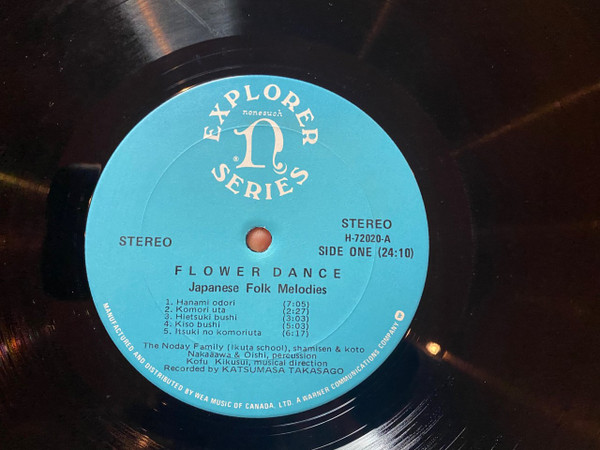 EXPLORER
nonesuch
n
SERIES
STEREO
STEREO
H-72020-A
SIDE ONE (24:10)
FLOWER DANCE
Japanese Folk Melodies
1. Hanami odori (7:05)
2. Komori uta (2:27)
3. Hietsuki bushi (3:03)
4. Kiso bushi (5:03)
5. Itsuki no komoriuta (6:17)
The Noday Family (Ikuta school), shamisen & koto
Nakaāawa & Oishi, percussion
Kofu Kikusui, musical direction
Recorded by KATSUMASA TAKASAGO
MANUFACTURED AND DISTRIBUTED BY WEA MUSIC OF CANADA, LTD. A WARNER COMMUNICATIONS COMPANY